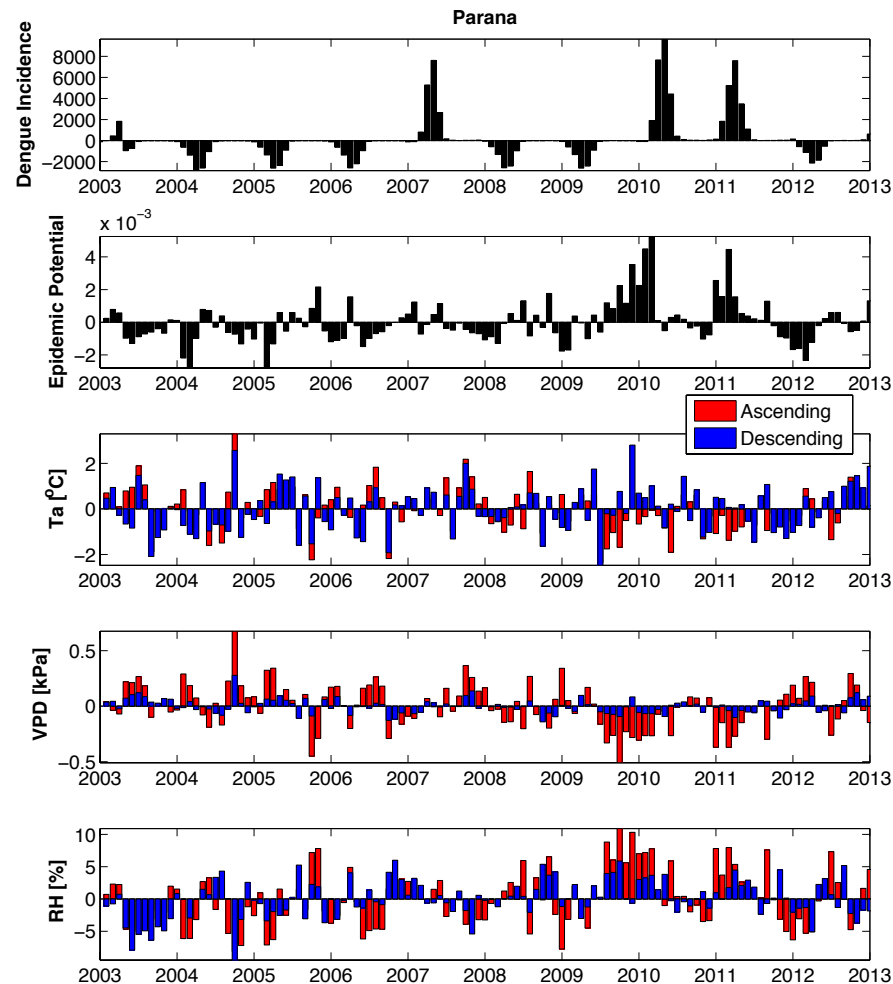 Parana
Dengue Incidence
8000
6000
4000
2000
0
−2000
2003 2004 2005 2006 2007 2008 2009 2010 2011 2012 2013
Epidemic Potential
x 10⁻³
4
2
0
−2
2003 2004 2005 2006 2007 2008 2009 2010 2011 2012 2013
Ascending
Descending
Ta [⁰C]
2
0
−2
2003 2004 2005 2006 2007 2008 2009 2010 2011 2012 2013
VPD [kPa]
0.5
0
−0.5
2003 2004 2005 2006 2007 2008 2009 2010 2011 2012 2013
RH [%]
10
5
0
−5
2003 2004 2005 2006 2007 2008 2009 2010 2011 2012 2013